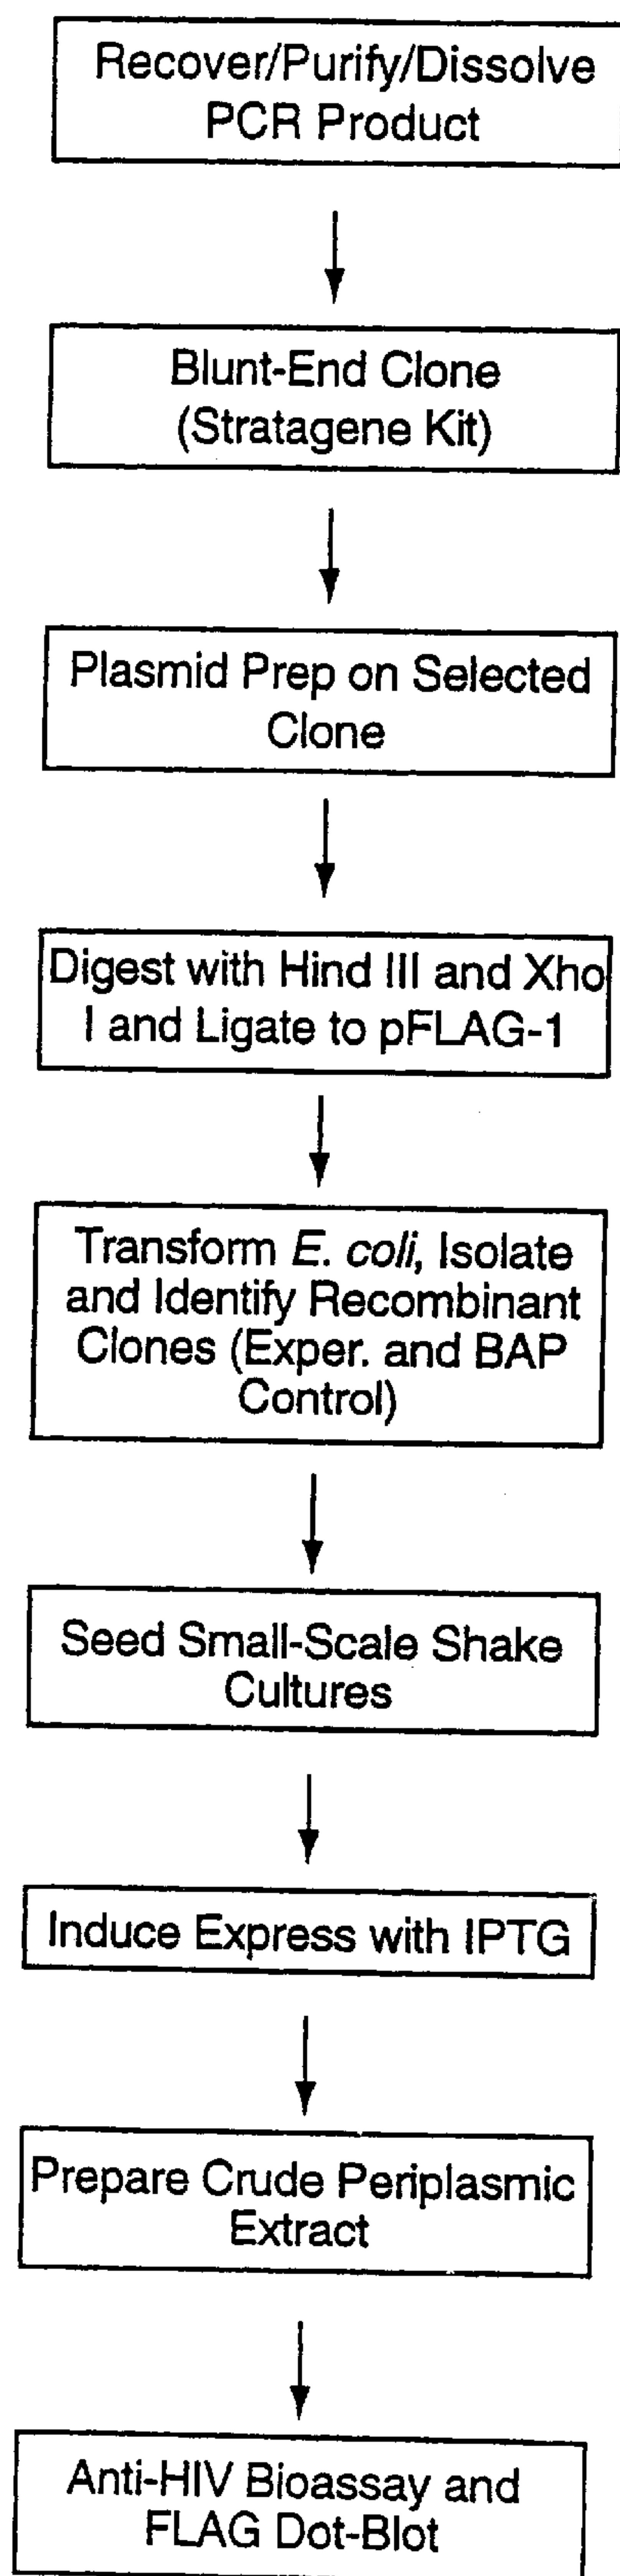 Recover/Purify/Dissolve
PCR Product
Blunt-End Clone
(Stratagene Kit)
Plasmid Prep on Selected
Clone
Digest with Hind III and Xho
I and Ligate to pFLAG-1
Transform E. coli, Isolate
and Identify Recombinant
Clones (Exper. and BAP
Control)
Seed Small-Scale Shake
Cultures
Induce Express with IPTG
Prepare Crude Periplasmic
Extract
Anti-HIV Bioassay and
FLAG Dot-Blot